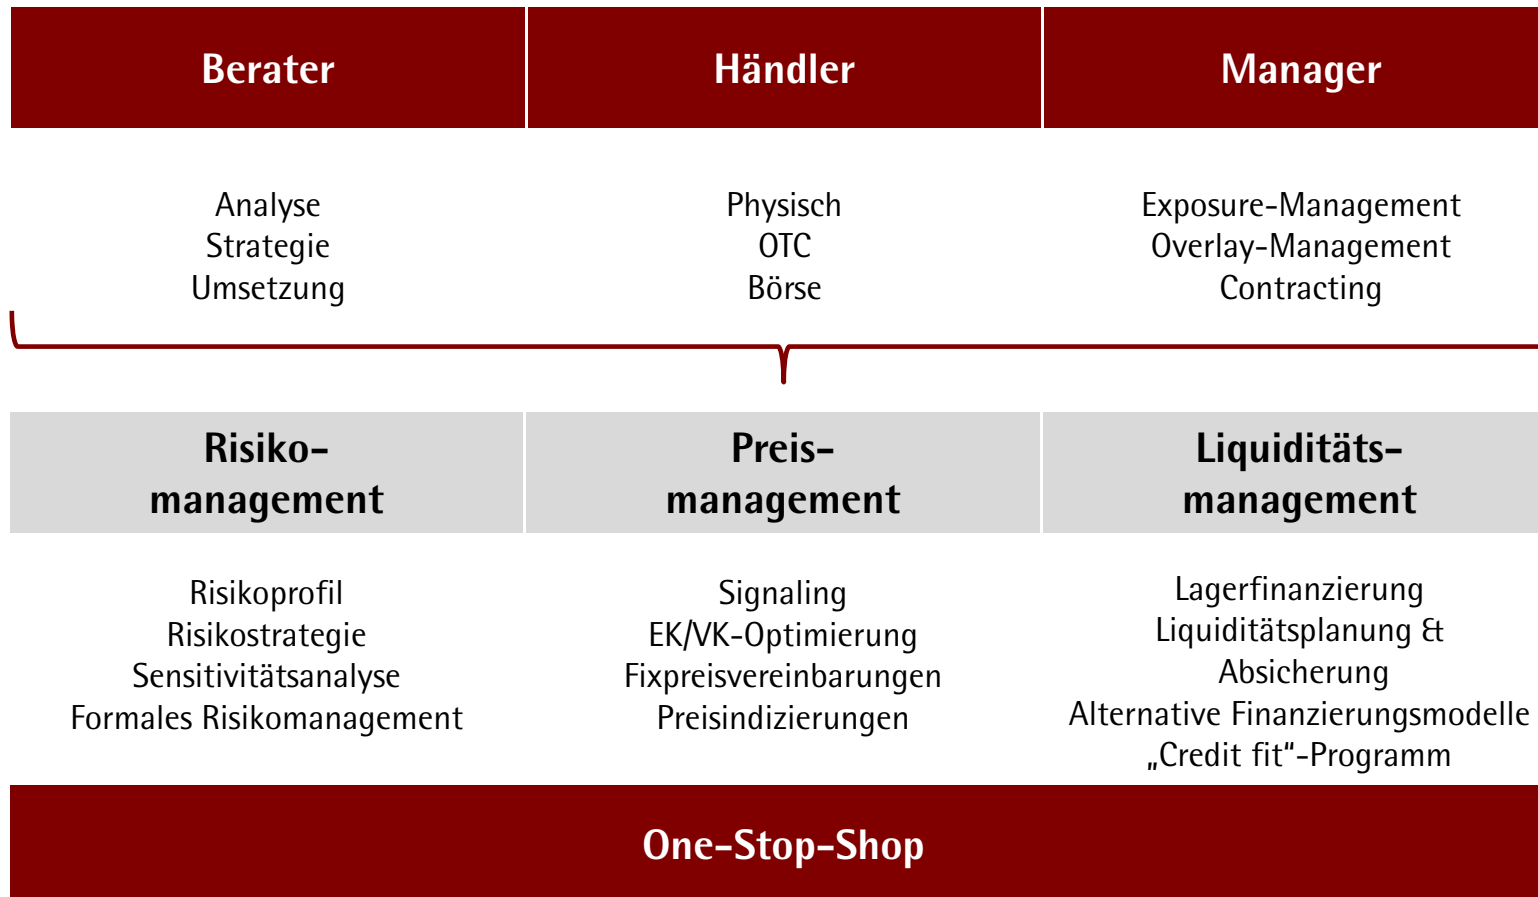 Berater
Händler
Manager
Analyse
Strategie
Umsetzung
Physisch
OTC
Börse
Exposure-Management
Overlay-Management
Contracting
Risiko-
management
Preis-
management
Liquiditäts-
management
Risikoprofil
Risikostrategie
Sensitivitätsanalyse
Formales Risikomanagement
Signaling
EK/VK-Optimierung
Fixpreisvereinbarungen
Preisindizierungen
Lagerfinanzierung
Liquiditätsplanung &
Absicherung
Alternative Finanzierungsmodelle
„Credit fit“-Programm
One-Stop-Shop